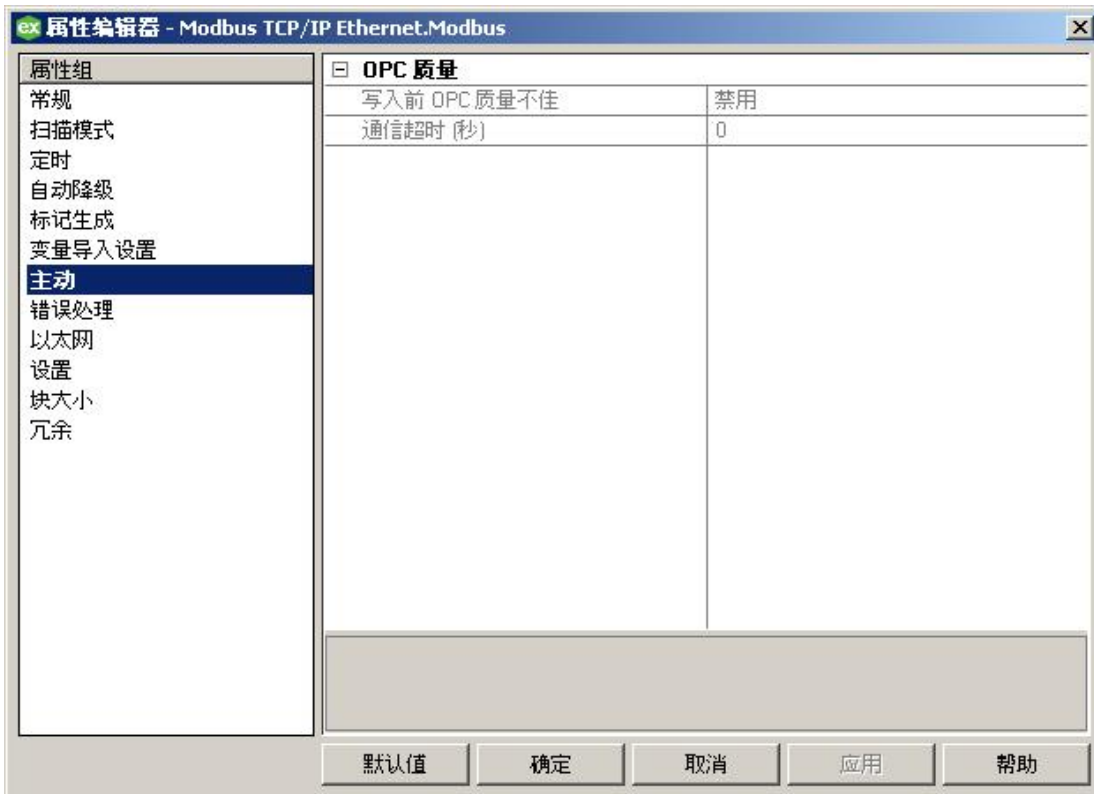 ex 属性编辑器 - Modbus TCP/IP Ethernet.Modbus
属性组
常规
扫描模式
定时
自动降级
标记生成
变量导入设置
主动
错误处理
以太网
设置
块大小
冗余
OPC 质量
写入前 OPC 质量不佳 禁用
通信超时 (秒) 0
默认值 确定 取消 应用 帮助